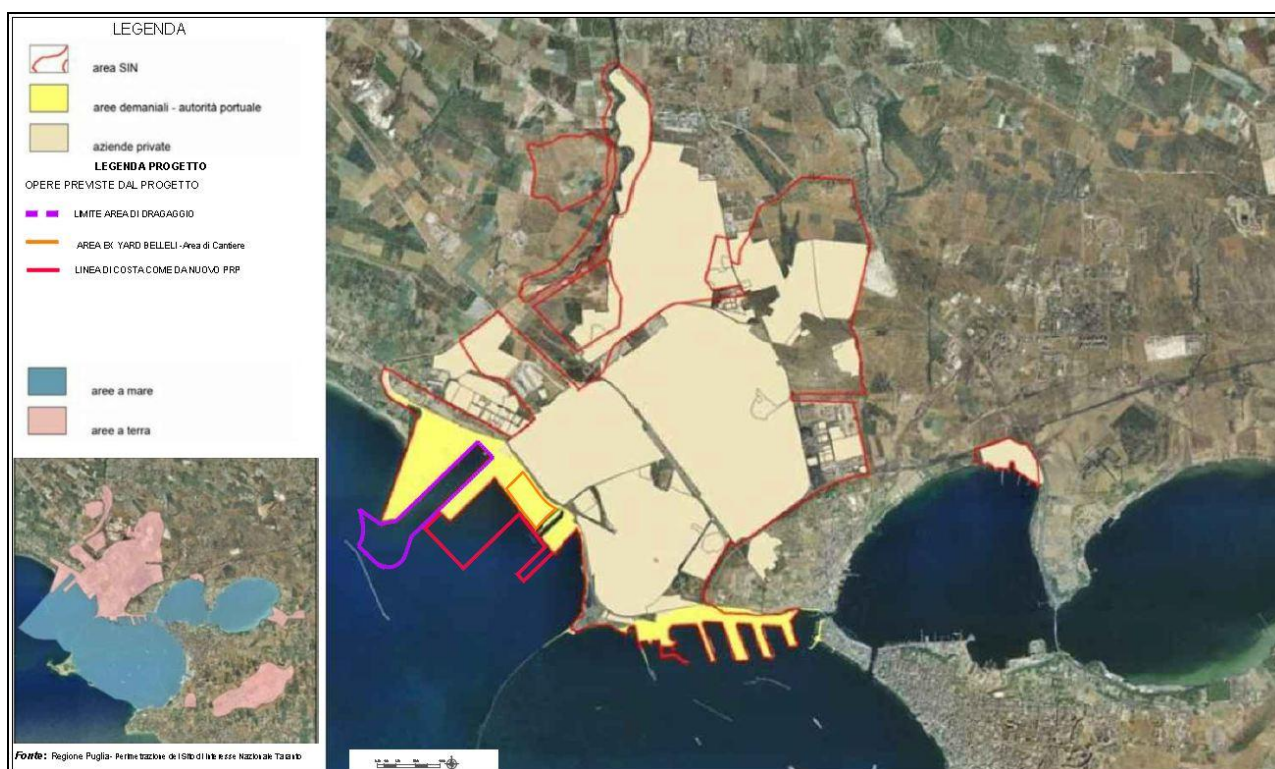 LEGENDA
area SIN
aree demaniali - autorità portuale
aziende private
LEGENDA PROGETTO
OPERE PREVISTE DAL PROGETTO
LIMITE AREA DI DRAGAGGIO
AREA EX YARD BELLELI -Area di Cantiere
LINEA DI COSTA COME DA NUOVO PRP
aree a mare
aree a terra
Fonte: Regione Puglia- Perimetrazione del Sito di Interesse Nazionale Taranto